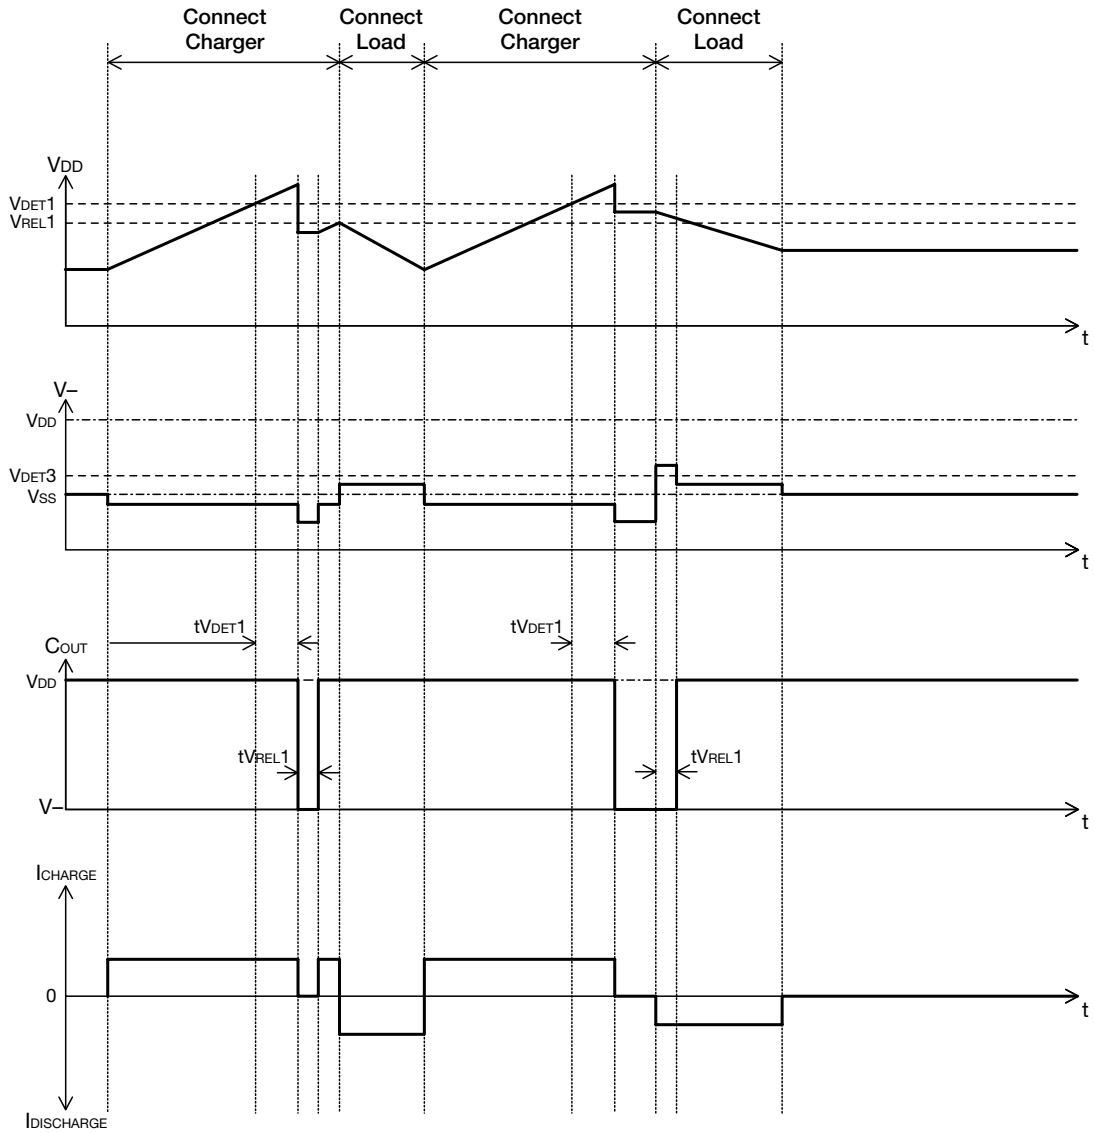 Connect
Charger
Connect
Load
Connect
Charger
Connect
Load
VDD
VDET1
VREL1
t
V–
VDD
VDET3
VSS
t
tVDET1
tVDET1
COUT
VDD
tVREL1
tVREL1
V–
t
ICHARGE
0
t
IDISCHARGE